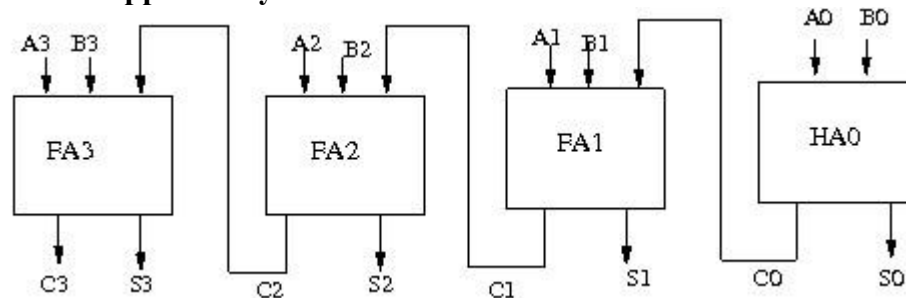 A3 B3 A2 B2 A1 B1 A0 B0
FA3 FA2 FA1 HA0
C3 S3 C2 S2 C1 S1 C0 S0